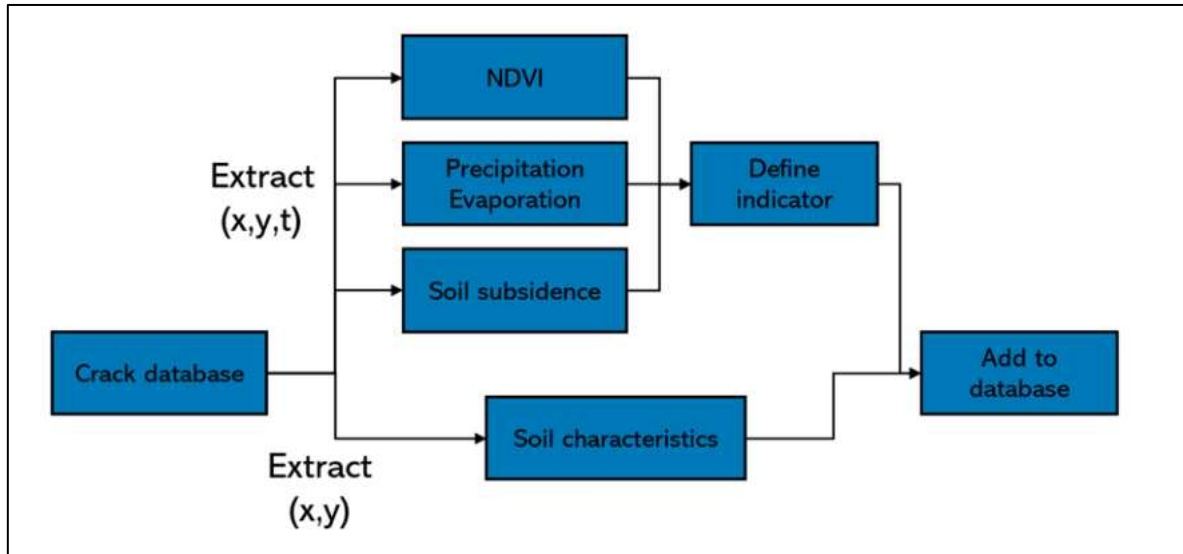 NDVI
Extract
(x,y,t)
Precipitation
Evaporation
Define
indicator
Soil subsidence
Crack database
Add to
database
Soil characteristics
Extract
(x,y)